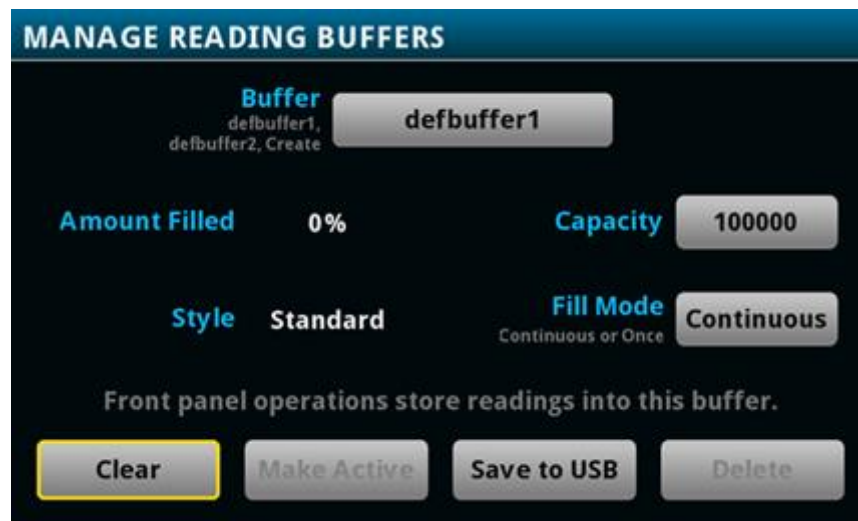 MANAGE READING BUFFERS
Buffer
defbuffer1,
defbuffer2, Create
defbuffer1
Amount Filled
0%
Capacity
100000
Style
Standard
Fill Mode
Continuous or Once
Continuous
Front panel operations store readings into this buffer.
Clear
Make Active
Save to USB
Delete